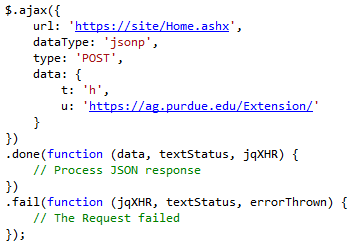 $.ajax({
    url: 'https://site/Home.ashx',
    dataType: 'jsonp',
    type: 'POST',
    data: {
        t: 'h',
        u: 'https://ag.purdue.edu/Extension/'
    }
})
.done(function (data, textStatus, jqXHR) {
    // Process JSON response
})
.fail(function (jqXHR, textStatus, errorThrown) {
    // The Request failed
});